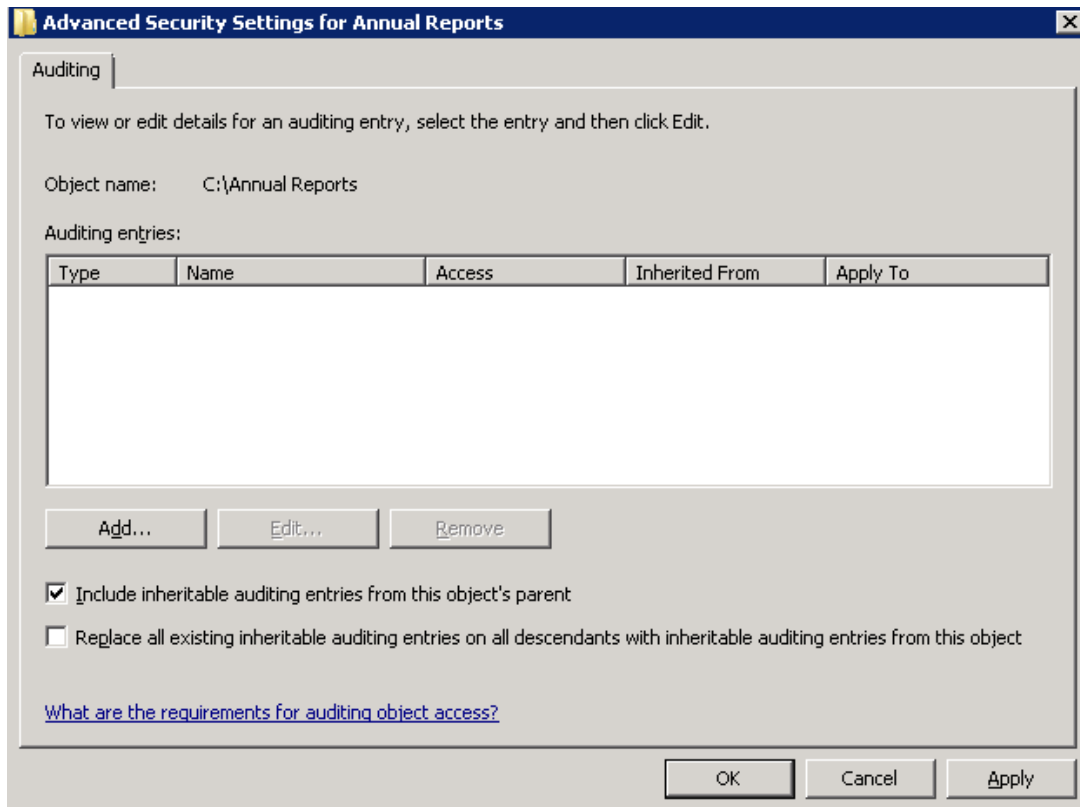 Advanced Security Settings for Annual Reports
Auditing
To view or edit details for an auditing entry, select the entry and then click Edit.
Object name: C:\Annual Reports
Auditing entries:
Type Name Access Inherited From Apply To
Add... Edit... Remove
Include inheritable auditing entries from this object's parent
Replace all existing inheritable auditing entries on all descendants with inheritable auditing entries from this object
What are the requirements for auditing object access?
OK Cancel Apply